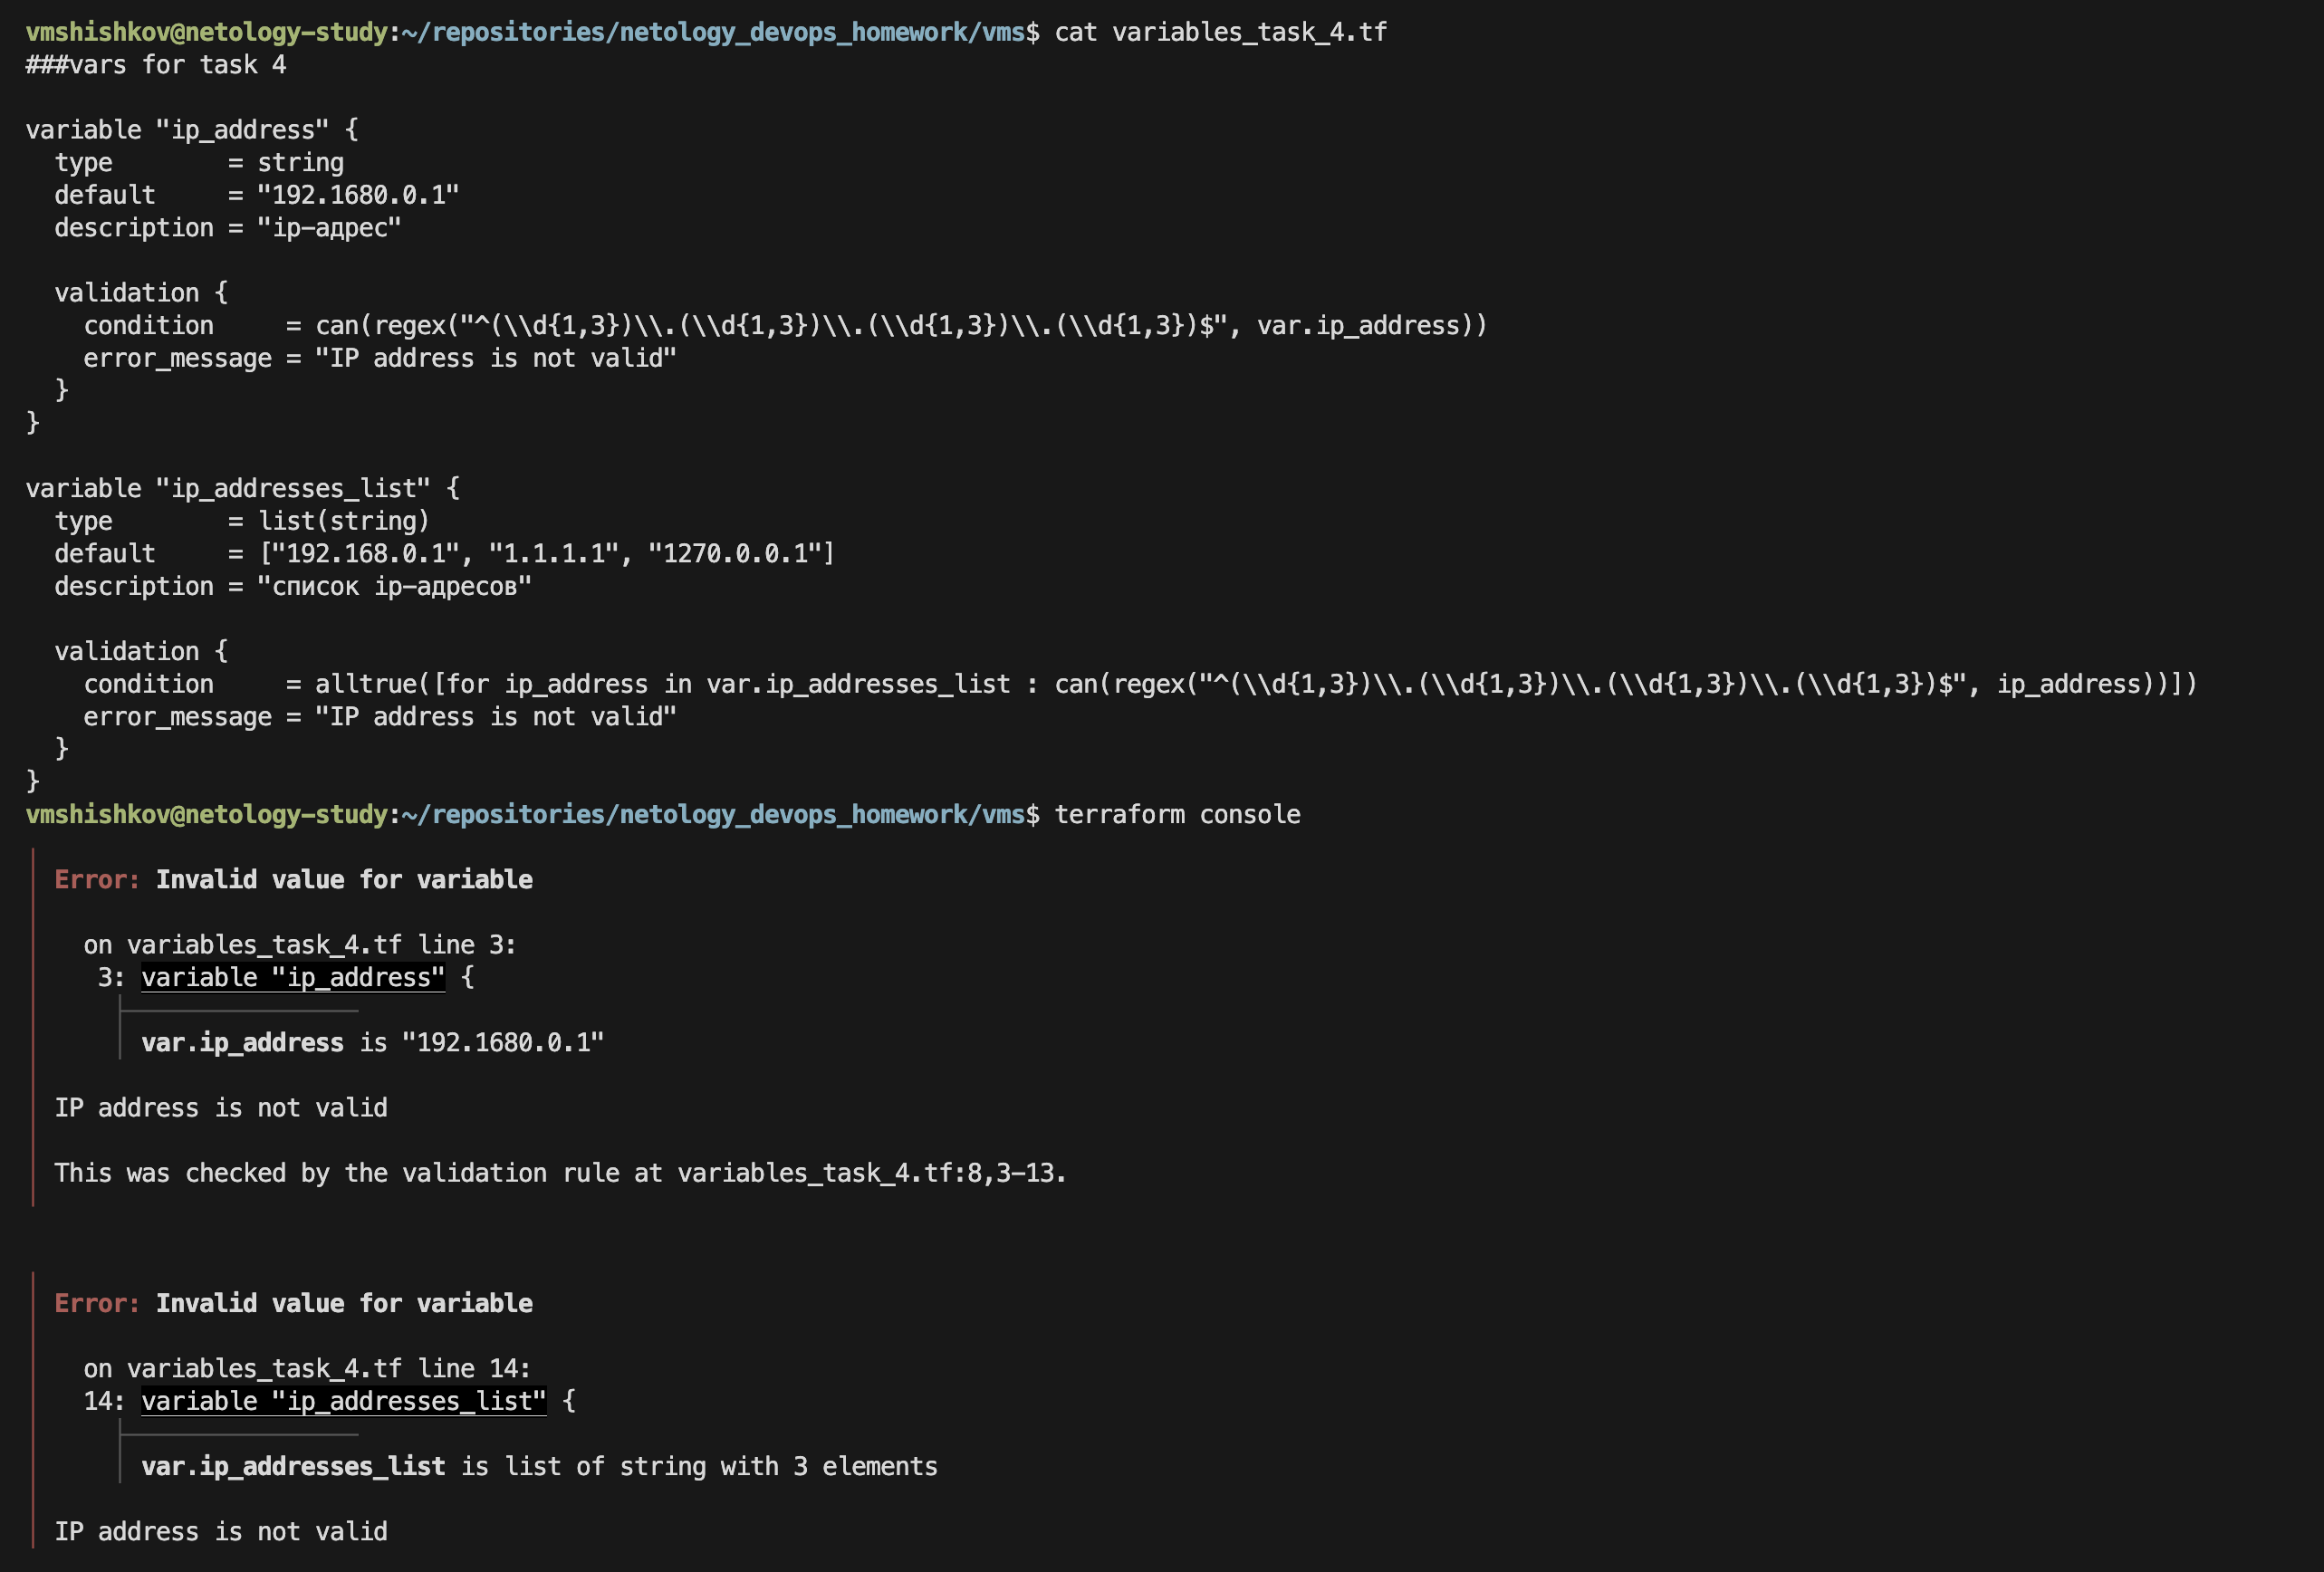 vmshishkov@netology-study:~/repositories/netology_devops_homework/vms$ cat variables_task_4.tf
###vars for task 4
variable "ip_address" {
  type        = string
  default     = "192.1680.0.1"
  description = "ip-адрес"
  validation {
    condition     = can(regex("^(\\d{1,3})\\.(\\d{1,3})\\.(\\d{1,3})\\.(\\d{1,3})$", var.ip_address))
    error_message = "IP address is not valid"
  }
}
variable "ip_addresses_list" {
  type        = list(string)
  default     = ["192.168.0.1", "1.1.1.1", "1270.0.0.1"]
  description = "список ip-адресов"
  validation {
    condition     = alltrue([for ip_address in var.ip_addresses_list : can(regex("^(\\d{1,3})\\.(\\d{1,3})\\.(\\d{1,3})\\.(\\d{1,3})$", ip_address))])
    error_message = "IP address is not valid"
  }
}
vmshishkov@netology-study:~/repositories/netology_devops_homework/vms$ terraform console
Error: Invalid value for variable
on variables_task_4.tf line 3:
3: variable "ip_address" {
var.ip_address is "192.1680.0.1"
IP address is not valid
This was checked by the validation rule at variables_task_4.tf:8,3-13.
Error: Invalid value for variable
on variables_task_4.tf line 14:
14: variable "ip_addresses_list" {
var.ip_addresses_list is list of string with 3 elements
IP address is not valid